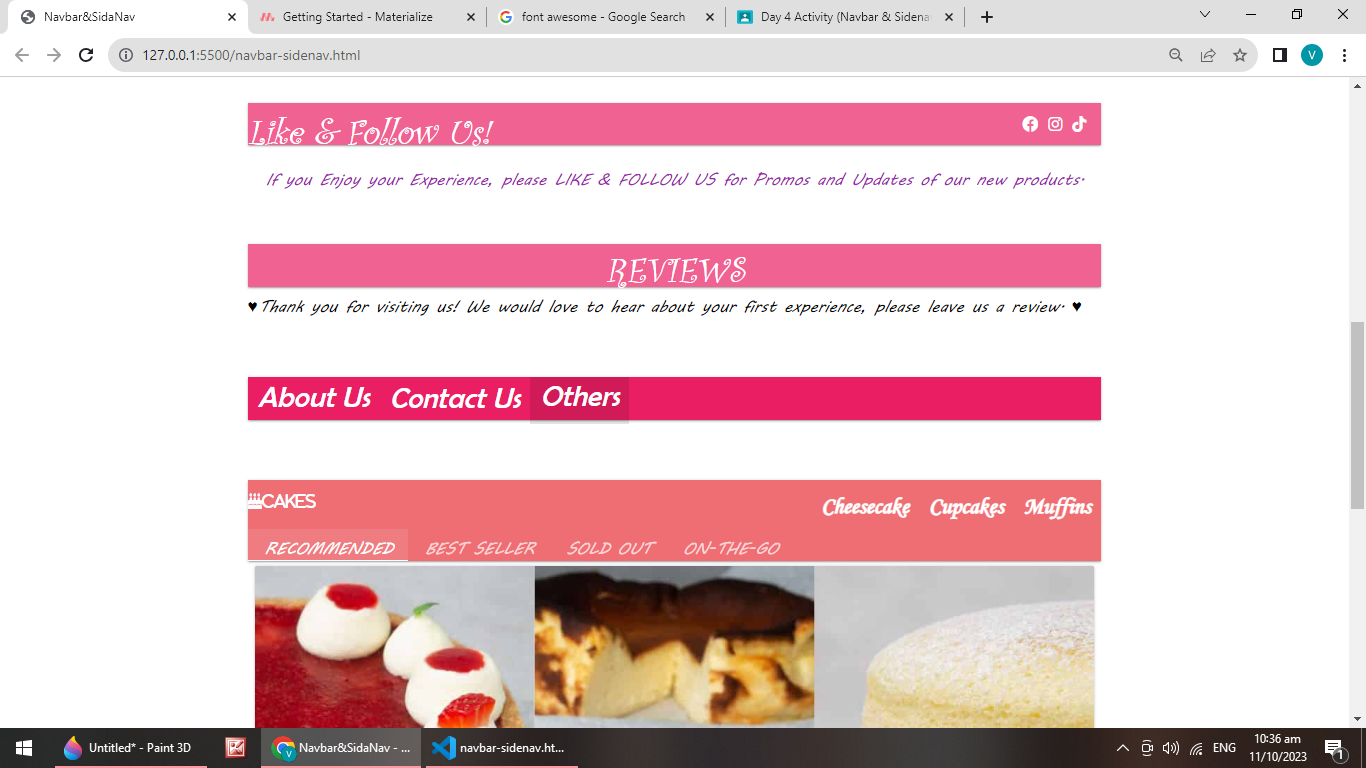 Navbar&SidaNav
Getting Started - Materialize
font awesome - Google Search
Day 4 Activity (Navbar & Sidena
127.0.0.1:5500/navbar-sidenav.html
V
Like & Follow Us!
If you Enjoy your Experience, please LIKE & FOLLOW US for Promos and Updates of our new products.
REVIEWS
♥Thank you for visiting us! We would love to hear about your first experience, please leave us a review. ♥
About Us Contact Us Others
CAKES
Cheesecake Cupcakes Muffins
RECOMMENDED BEST SELLER SOLD OUT ON-THE-GO
Untitled* - Paint 3D
V
Navbar&SidaNav - ...
navbar-sidenav.ht...
ENG
10:36 am
11/10/2023
1